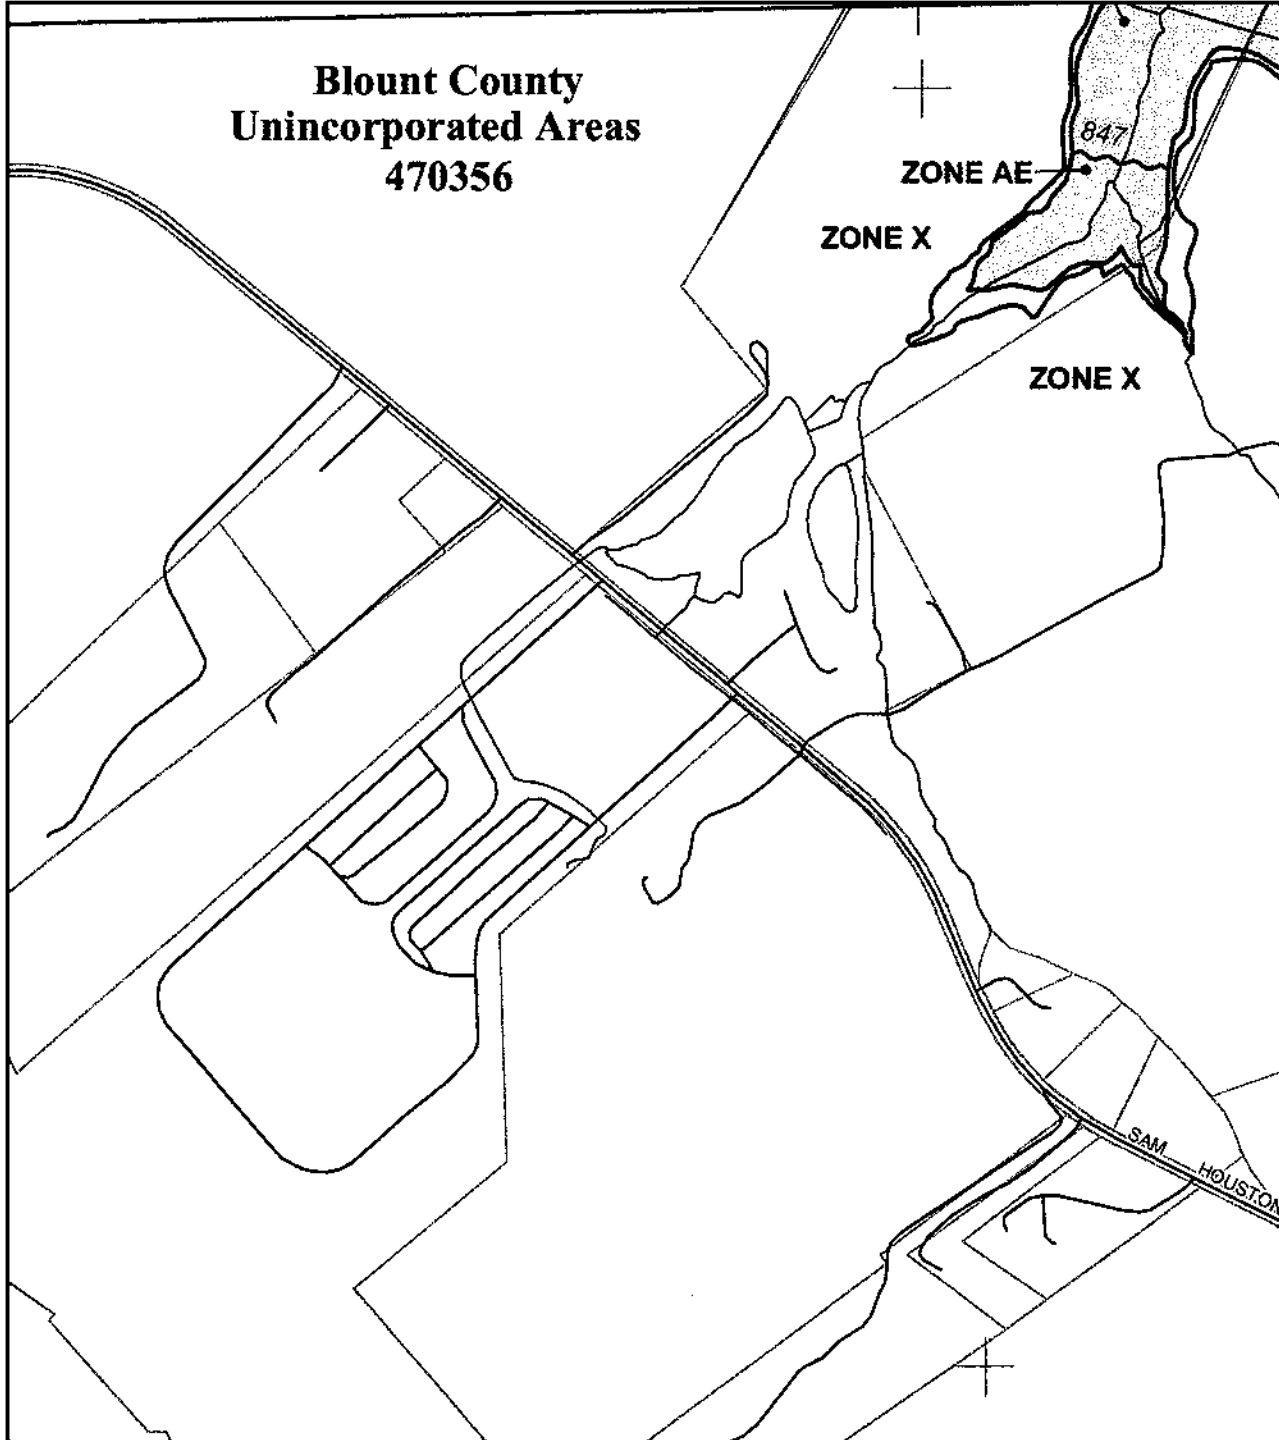 Blount County
Unincorporated Areas
470356
847
ZONE AE
ZONE X
ZONE X
SAM HOUSTON